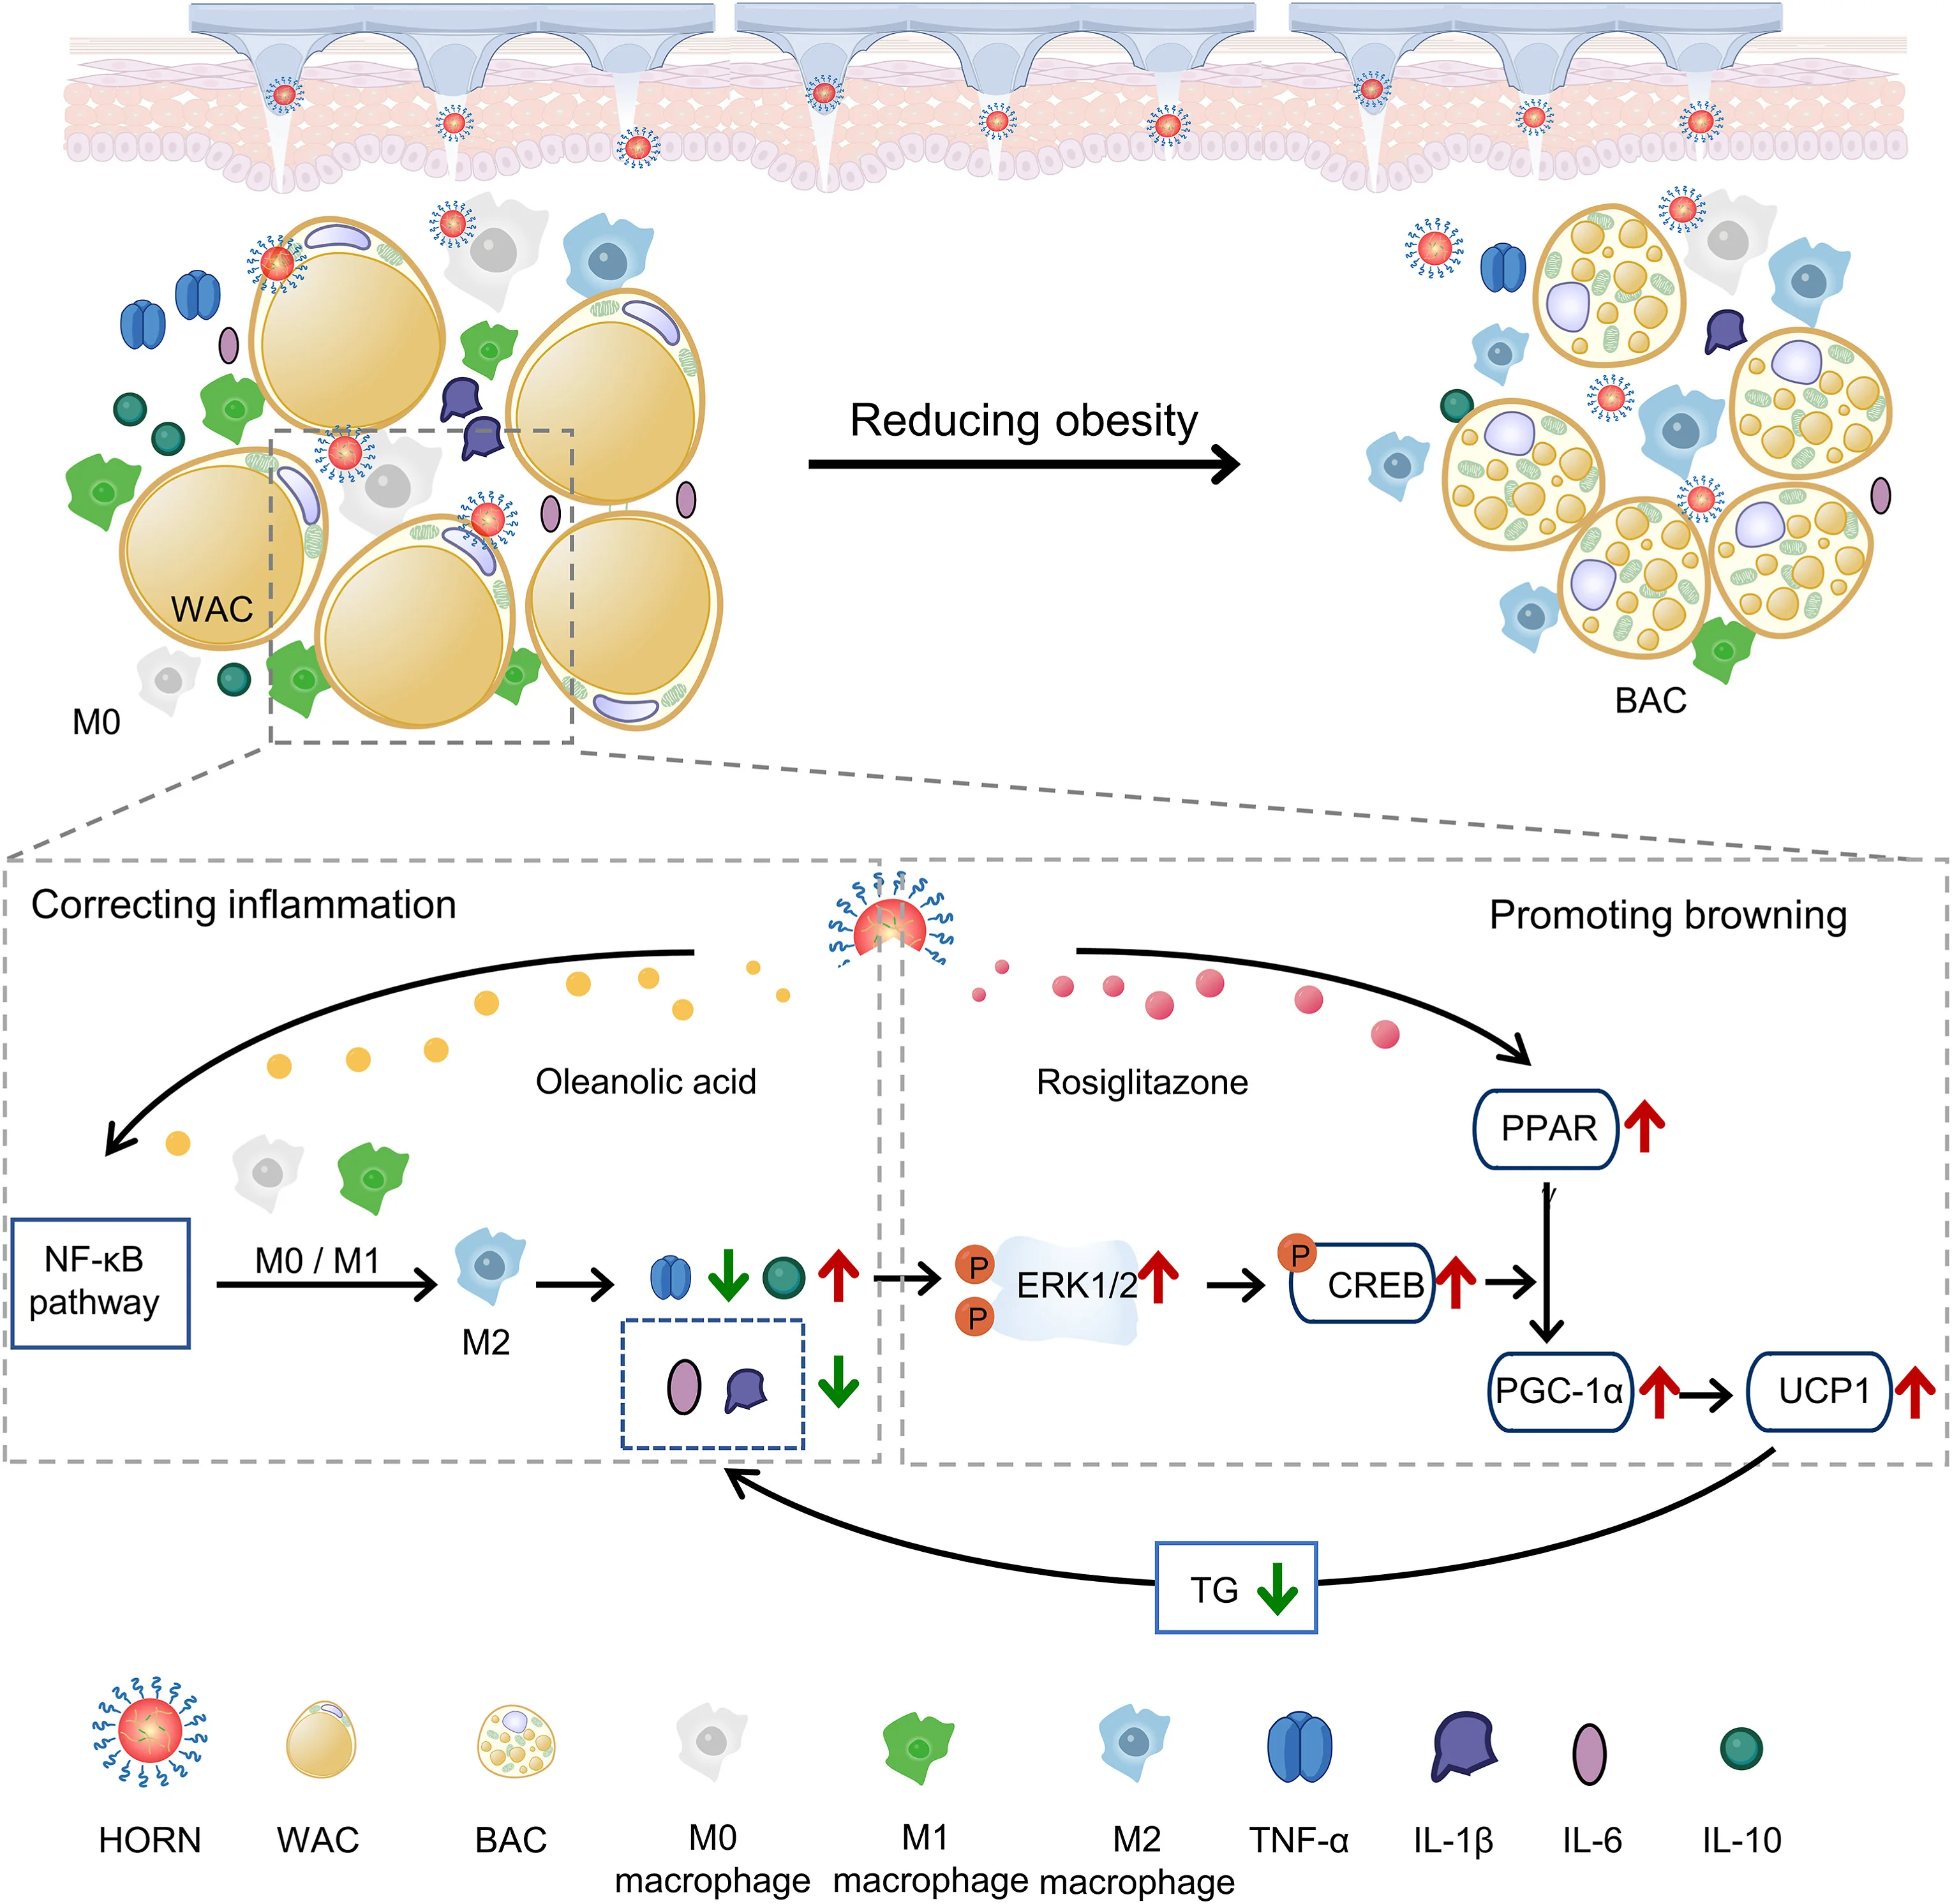 Reducing obesity
WAC
M0
BAC
Correcting inflammation
Promoting browning
Oleanolic acid
Rosiglitazone
PPAR
γ
NF-κB
pathway
M0 / M1
M2
P
P
ERK1/2
P
CREB
PGC-1α
UCP1
TG
HORN
WAC
BAC
M0
macrophage
M1
macrophage
M2
macrophage
TNF-α
IL-1β
IL-6
IL-10